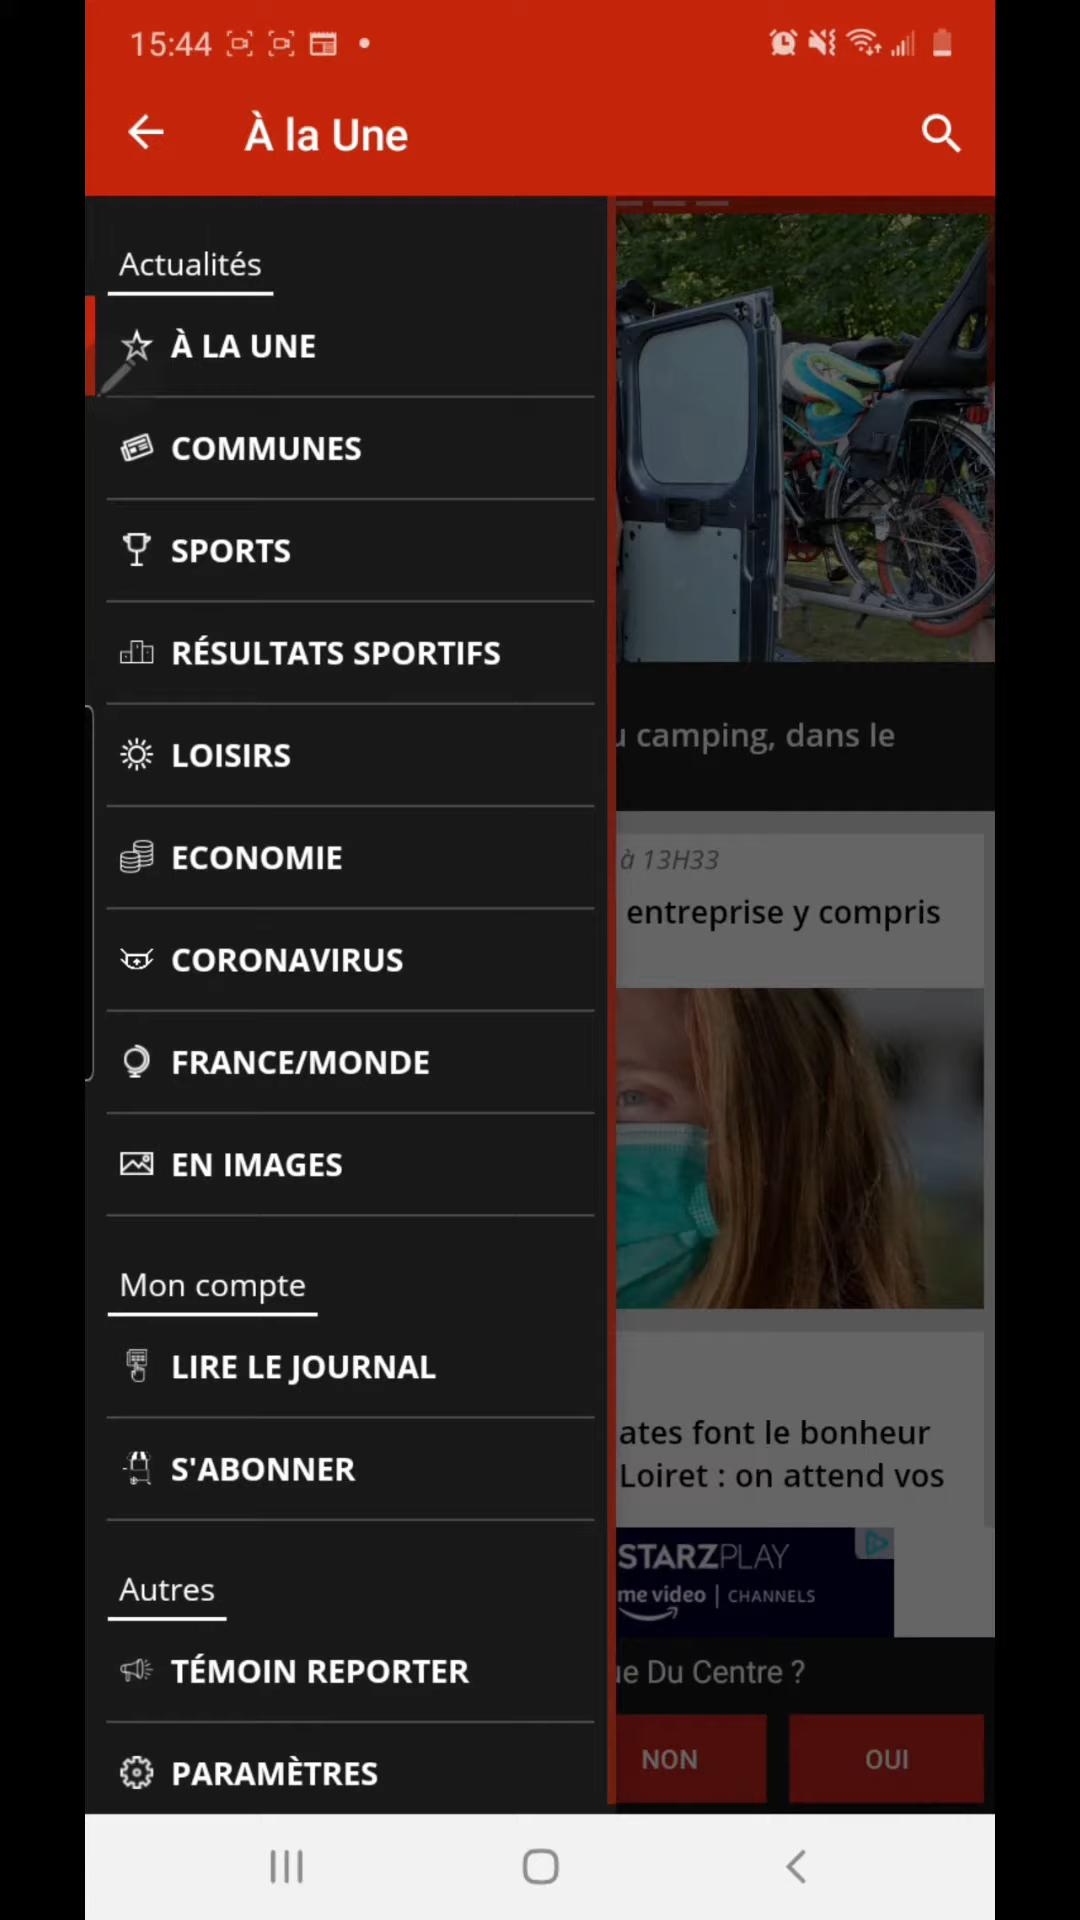 15:44
À la Une
Actualités
À LA UNE
COMMUNES
SPORTS
RÉSULTATS SPORTIFS
LOISIRS
ECONOMIE
CORONAVIRUS
FRANCE/MONDE
EN IMAGES
Mon compte
LIRE LE JOURNAL
S'ABONNER
Autres
TÉMOIN REPORTER
PARAMÈTRES
camping, dans le
à 13H33
entreprise y compris
font le bonheur
Loiret : on attend vos
STARZPLAY
video | CHANNELS
Du Centre ?
NON
OUI